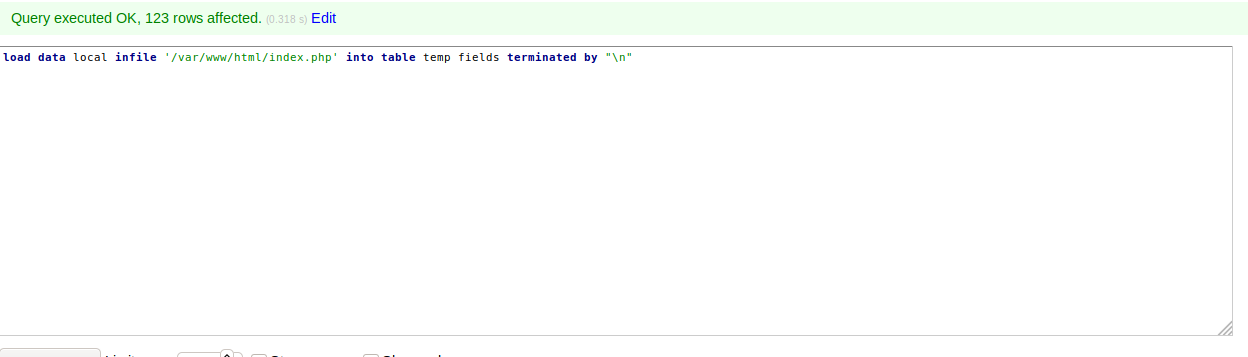 Query executed OK, 123 rows affected. (0.318 s) Edit
load data local infile '/var/www/html/index.php' into table temp fields terminated by "\n"